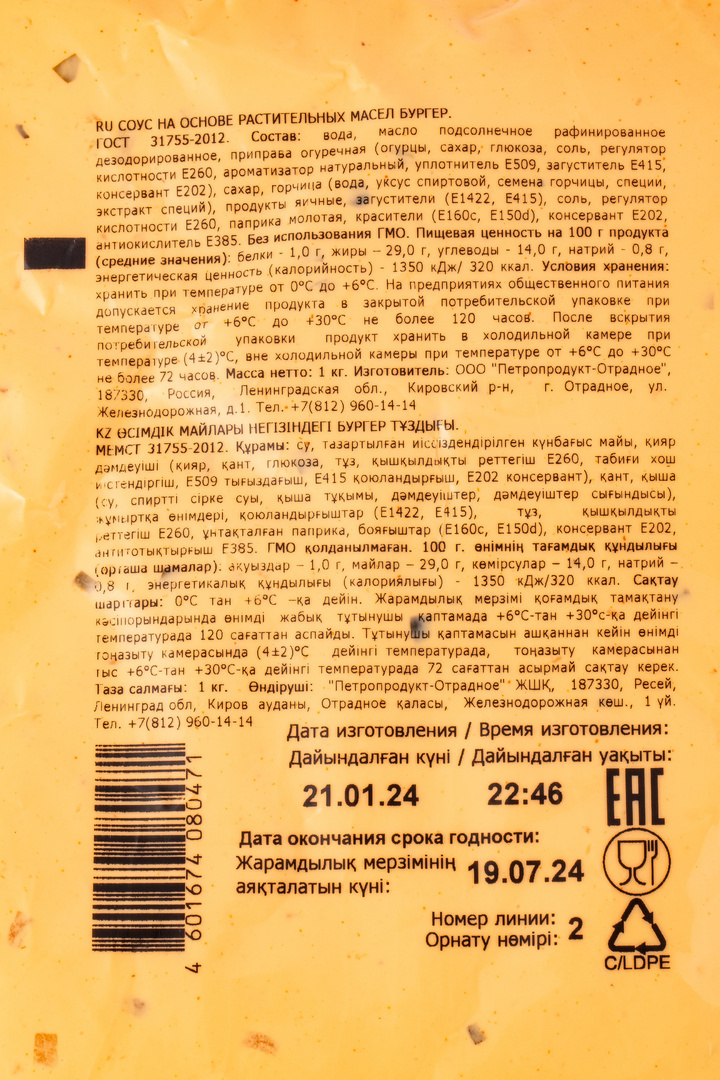 RU СОУС НА ОСНОВЕ РАСТИТЕЛЬНЫХ МАСЕЛ БУРГЕР.
ГОСТ 31755-2012. Состав: вода, масло подсолнечное рафинированное
дезодорированное, приправа огуречная (огурцы, сахар, глюкоза, соль, регулятор
кислотности Е260, ароматизатор натуральный, уплотнитель Е509, загуститель Е415,
консервант Е202), сахар, горчица (вода, уксус спиртовой, семена горчицы, специи,
экстракт специй), продукты яичные, загустители (Е1422, Е415), соль, регулятор
кислотности Е260, паприка молотая, красители (Е160с, Е150d), консервант Е202,
антиокислитель Е385. Без использования ГМО. Пищевая ценность на 100 г продукта
(средние значения): белки - 1,0 г, жиры – 29,0 г, углеводы - 14,0 г, натрий - 0,8 г,
энергетическая ценность (калорийность) - 1350 кДж/ 320 ккал. Условия хранения:
хранить при температуре от 0°С до +6°С. На предприятиях общественного питания
допускается хранение продукта в закрытой потребительской упаковке при
температуре от +6°С до +30°С не более 120 часов. После вскрытия
потребительской упаковки продукт хранить в холодильной камере при
температуре (4±2)°С, вне холодильной камеры при температуре от +6°С до +30°С
не более 72 часов. Масса нетто: 1 кг. Изготовитель: ООО "Петропродукт-Отрадное",
187330, Россия, Ленинградская обл., Кировский р-н, г. Отрадное, ул.
Железнодорожная, д.1. Тел. +7(812) 960-14-14
KZ ӨСІМДІК МАЙЛАРЫ НЕГІЗІНДЕГІ БУРГЕР ТҰЗДЫҒЫ.
МЕМСТ 31755-2012. Құрамы: су, тазартылған иіссіздендірілген күнбағыс майы, қияр
дәмдеуіші (қияр, қант, глюкоза, тұз, қышқылдықты реттегіш Е260, табиғи хош
иістендіргіш, Е509 тығыздағыш, Е415 қоюландырғыш, Е202 консервант), қант, қыша
(су, спиртті сірке суы, қыша тұқымы, дәмдеуіштер, дәмдеуіштер сығындысы),
жұмыртқа өнімдері, қоюландырғыштар (Е1422, Е415), тұз, қышқылдықты
реттегіш Е260, ұнтақталған паприка, бояғыштар (Е160с, Е150d), консервант Е202,
антитотықтырғыш Е385. ГМО қолданылмаған. 100 г. өнімнің тағамдық құндылығы
(орташа шамалар): ақуыздар – 1,0 г, майлар – 29,0 г, көмірсулар – 14,0 г, натрий –
0,8 г, энергетикалық құндылығы (калориялығы) - 1350 кДж/320 ккал. Сақтау
шарттары: 0°С тан +6°С –қа дейін. Жарамдылық мерзімі қоғамдық тамақтану
кәсіпорындарында өнімді жабық тұтынушы қаптамада +6°С-тан +30°с-қа дейінгі
температурада 120 сағаттан аспайды. Тұтынушы қаптамасын ашқаннан кейін өнімді
тоңазыту камерасында (4±2)°С дейінгі температурада, тоңазыту камерасынан
тыс +6°С-тан +30°С-қа дейінгі температурада 72 сағаттан асырмай сақтау керек.
Таза салмағы: 1 кг. Өндіруші: "Петропродукт-Отрадное" ЖШҚ, 187330, Ресей,
Ленинград обл, Киров ауданы, Отрадное қаласы, Железнодорожная көш., 1 үй.
Тел. +7(812) 960-14-14
Дата изготовления / Время изготовления:
Дайындалған күні / Дайындалған уақыты:
21.01.24 22:46
EAC
Дата окончания срока годности:
Жарамдылық мерзімінің
аяқталатын күні:
19.07.24
Номер линии:
Орнату нөмірі:
2
C/LDPE
4 601674 080471